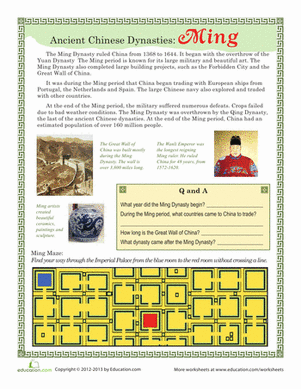 Ancient Chinese Dynasties: Ming
The Ming Dynasty ruled China from 1368 to 1644. It began with the overthrow of the
Yuan Dynasty. The Ming period is known for its large military and beautiful art. The
Ming Dynasty also completed large building projects, such as the Forbidden City and the
Great Wall of China.
It was during the Ming period that China began trading with European ships from
Portugal, the Netherlands and Spain. The large Chinese navy also explored and traded
with other countries.
At the end of the Ming period, the military suffered numerous defeats. Crops failed
due to bad weather conditions. The Ming Dynasty was overthrown by the Qing Dynasty,
the last of the ancient Chinese dynasties. At the end of the Ming period, China had an
estimated population of over 160 million people.
The Great Wall of
China was built mostly
during the Ming
Dynasty. The wall is
over 3,000 miles long.
The Wanli Emperor was
the longest reigning
Ming ruler. He ruled
China for 48 years, from
1572-1620.
Ming artists
created
beautiful
ceramics,
paintings and
sculpture.
Q and A
What year did the Ming Dynasty begin?
During the Ming period, what countries came to China to trade?
How long is the Great Wall of China?
What dynasty came after the Ming Dynasty?
Ming Maze:
Find your way through the Imperial Palace from the blue room to the red room without crossing a line.
education.com
Copyright © 2012-2013 by Education.com
More worksheets at www.education.com/worksheets